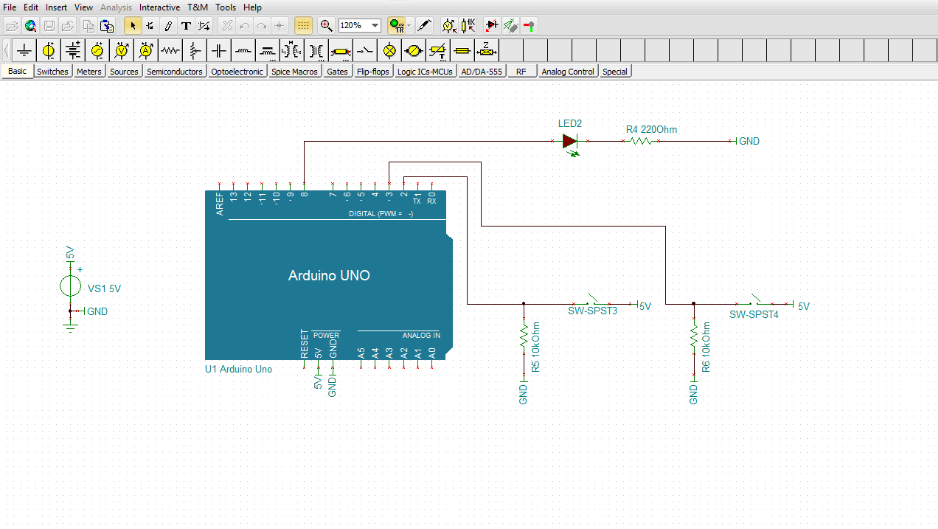 File Edit Insert View Analysis Interactive T&M Tools Help
120%
Basic Switches Meters Sources Semiconductors Optoelectronic Spice Macros Gates Flip-flops Logic ICs-MCUs AD/DA-555 RF Analog Control Special
LED2
R4 220Ohm
GND
AREF 13 12 -11 -10 -9 8 7 -6 -5 4 -3 2 1 0
TX RX
DIGITAL (PWM = -)
5V
VS1 5V
GND
Arduino UNO
SW-SPST3
5V
SW-SPST4
5V
R5 10kOhm
R6 10kOhm
POWER
ANALOG IN
RESET 5V GND A5 A4 A3 A2 A1 A0
U1 Arduino Uno
5V
GND
GND
GND